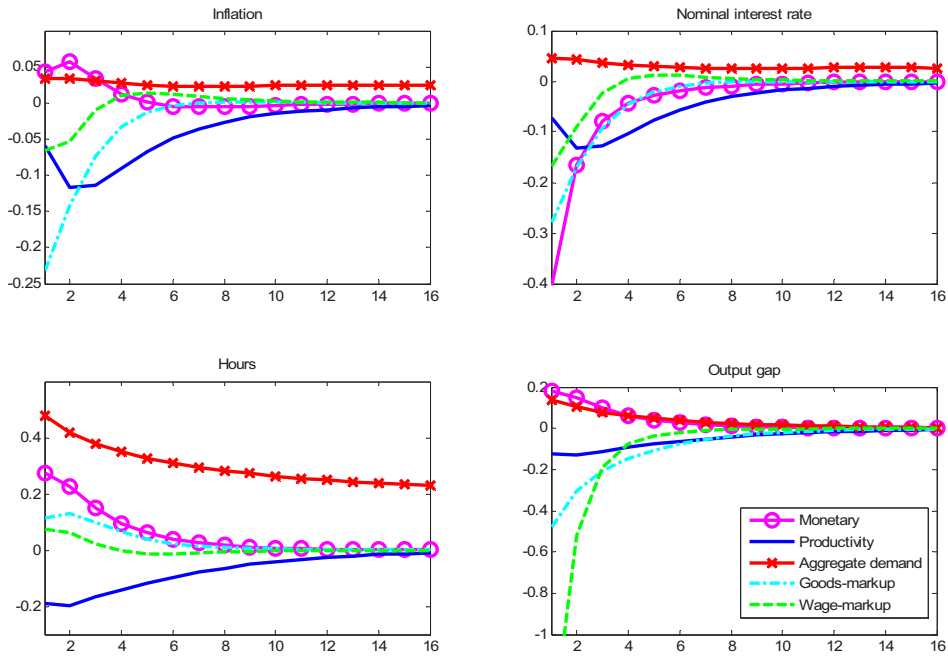 Inflation
0.05
0
-0.05
-0.1
-0.15
-0.2
-0.25
2 4 6 8 10 12 14 16
Nominal interest rate
0.1
0
-0.1
-0.2
-0.3
-0.4
2 4 6 8 10 12 14 16
Hours
0.4
0.2
0
-0.2
2 4 6 8 10 12 14 16
Output gap
0.2
0
-0.2
-0.4
-0.6
-0.8
-1
2 4 6 8 10 12 14 16
Monetary
Productivity
Aggregate demand
Goods-markup
Wage-markup